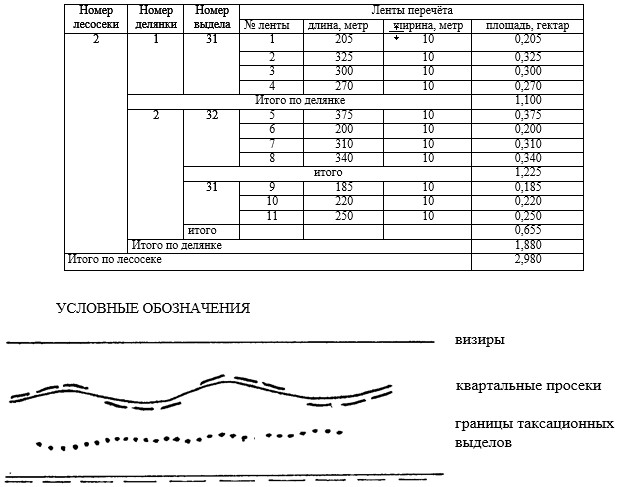 Номер лесосеки Номер делянки Номер выдела Ленты перечёта
№ ленты длина, метр ширина, метр площадь, гектар
2 1 31 1 205 10 0,205
2 325 10 0,325
3 300 10 0,300
4 270 10 0,270
Итого по делянке 1,100
2 32 5 375 10 0,375
6 200 10 0,200
7 310 10 0,310
8 340 10 0,340
итого 1,225
31 9 185 10 0,185
10 220 10 0,220
11 250 10 0,250
итого 0,655
Итого по делянке 1,880
Итого по лесосеке 2,980
УСЛОВНЫЕ ОБОЗНАЧЕНИЯ
визиры
квартальные просеки
границы таксационных
выделов